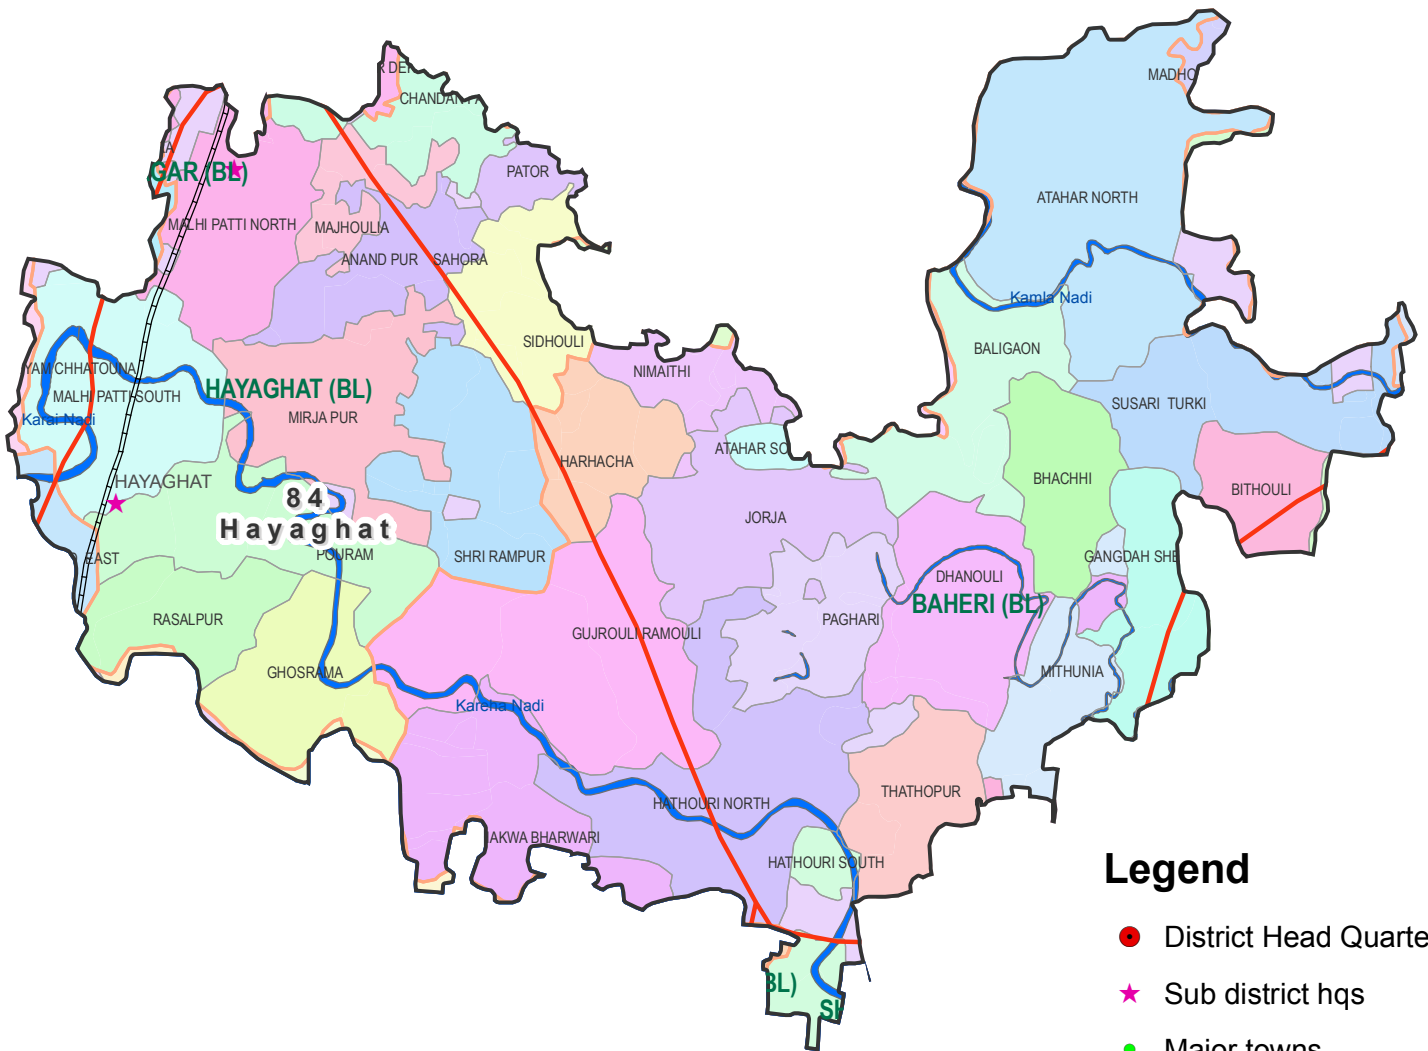 MADHO
CHANDAN
GAR (BL)
PATOR
ATAHAR NORTH
MALHI PATTI NORTH
MAJHOULIA
ANAND PUR
SAHORA
Kamla Nadi
SIDHOULI
BALIGAON
YAM CHHATOUNA
NIMAITHI
HAYAGHAT (BL)
MALHI PATTI SOUTH
SUSARI TURKI
MIRJA PUR
Karai Nadi
ATAHAR SO
HARHACHA
HAYAGHAT
BHACHHI
BITHOULI
84
Hayaghat
JORJA
EAST
POURAM
SHRI RAMPUR
GANGDAH SHE
DHANOULI
BAHERI (BL)
RASALPUR
PAGHARI
GUJROULI RAMOULI
GHOSRAMA
MITHUNIA
Kareha Nadi
THATHOPUR
HATHOURI NORTH
AKWA BHARWARI
HATHOURI SOUTH
Legend
District Head Quarte
Sub district hqs
BL)
SH
Major towns